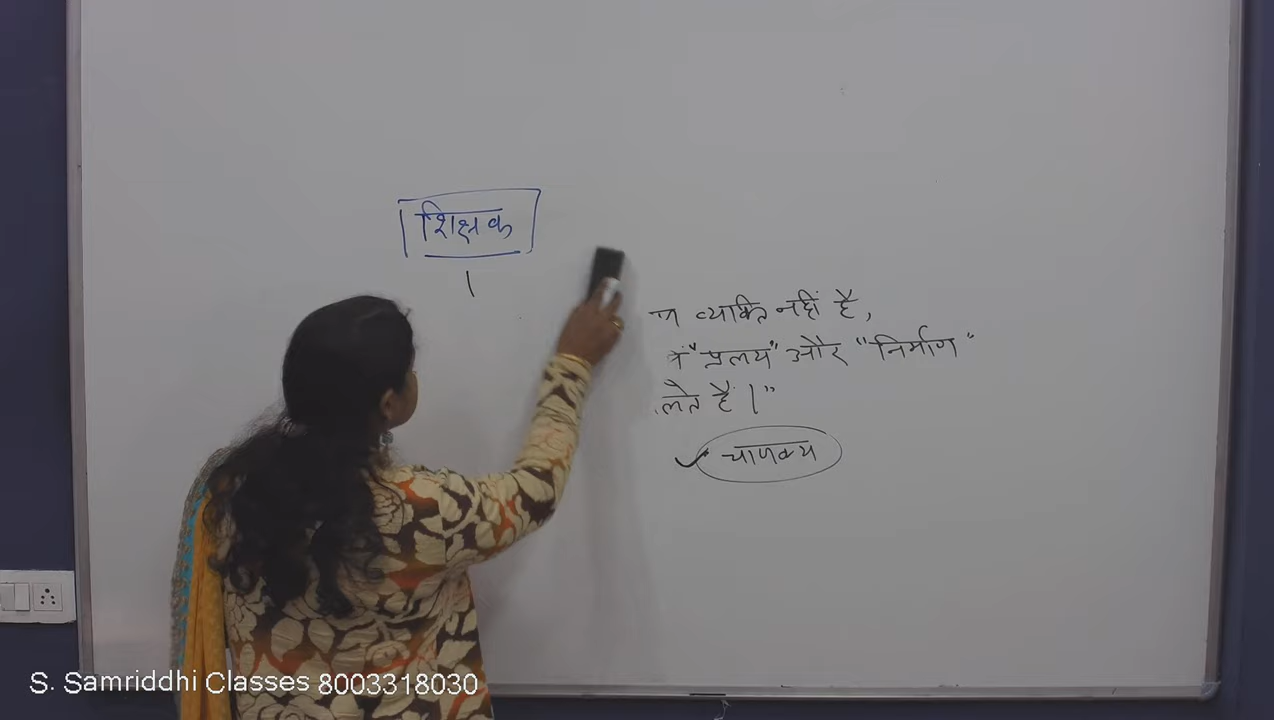 शिक्षक
व्यक्ति नहीं है,
"प्रलय" और "निर्माण"
लेते हैं।"
चाणक्य
S. Samriddhi Classes 8003318030